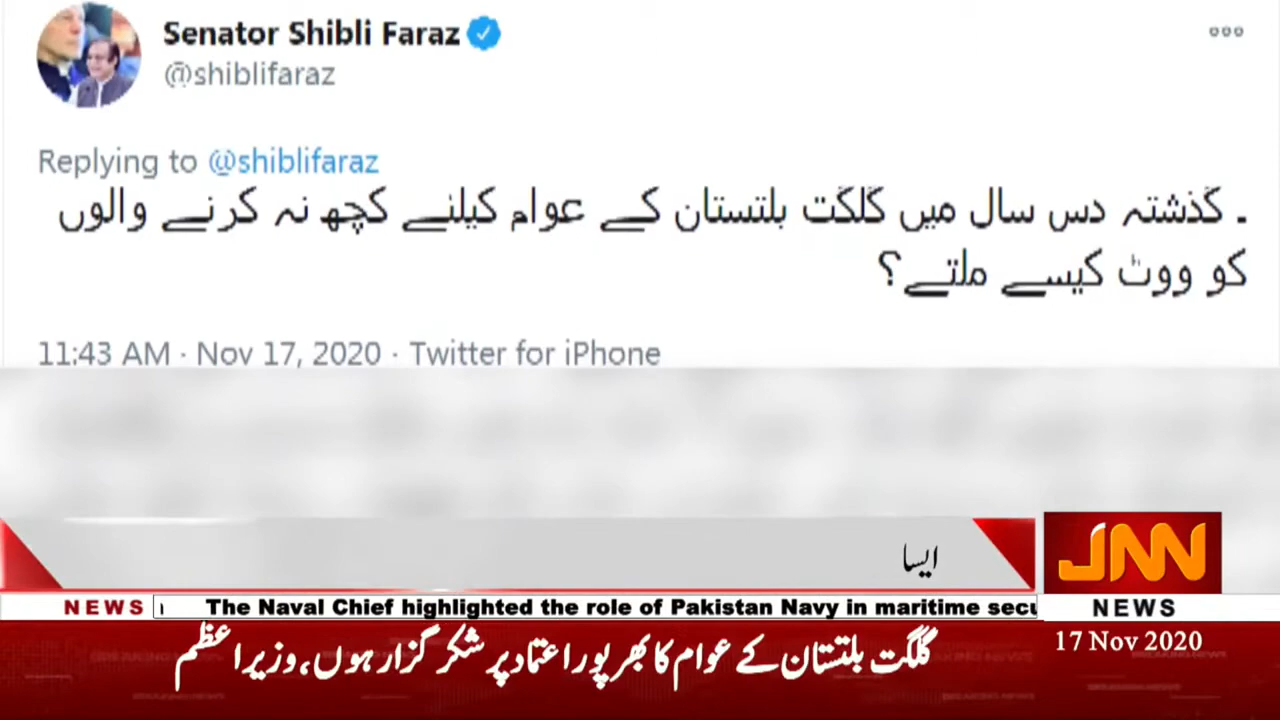 Senator Shibli Faraz
@shiblifaraz
Replying to @shiblifaraz
۔ گذشتہ دس سال میں گلگت بلتستان کے عوام کیلئے کچھ نہ کرنے والوں
کو ووٹ کیسے ملتے؟
11:43 AM · Nov 17, 2020 · Twitter for iPhone
ایسا
JNN
NEWS
NEWS
The Naval Chief highlighted the role of Pakistan Navy in maritime secu
گلگت بلتستان کے عوام کا بھرپور اعتماد پر شکر گزار ہوں، وزیراعظم
17 Nov 2020